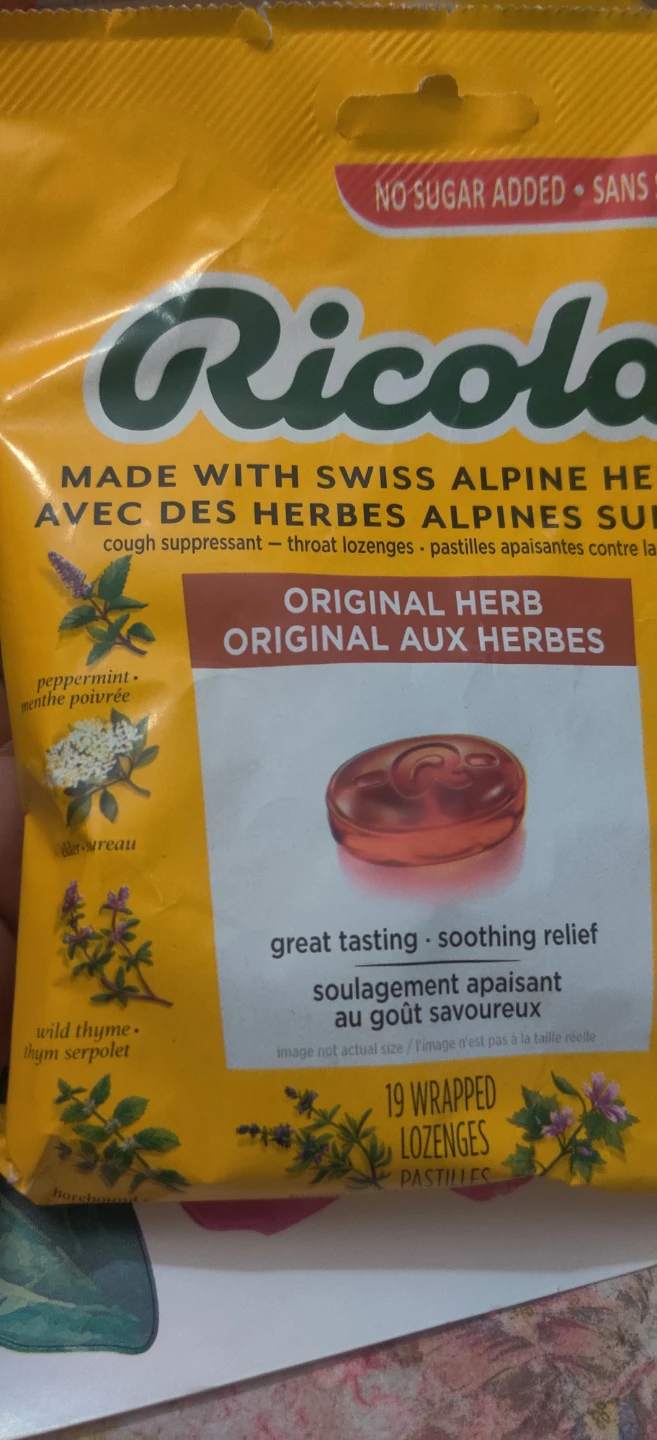 NO SUGAR ADDED • SANS
Ricola
MADE WITH SWISS ALPINE HE
AVEC DES HERBES ALPINES SUI
cough suppressant — throat lozenges · pastilles apaisantes contre la
ORIGINAL HERB
ORIGINAL AUX HERBES
peppermint •
menthe poivrée
sureau
wild thyme •
thym serpolet
great tasting · soothing relief
soulagement apaisant
au goût savoureux
image not actual size / l'image n'est pas à la taille réelle
19 WRAPPED
LOZENGES
PASTILLES
horehound •